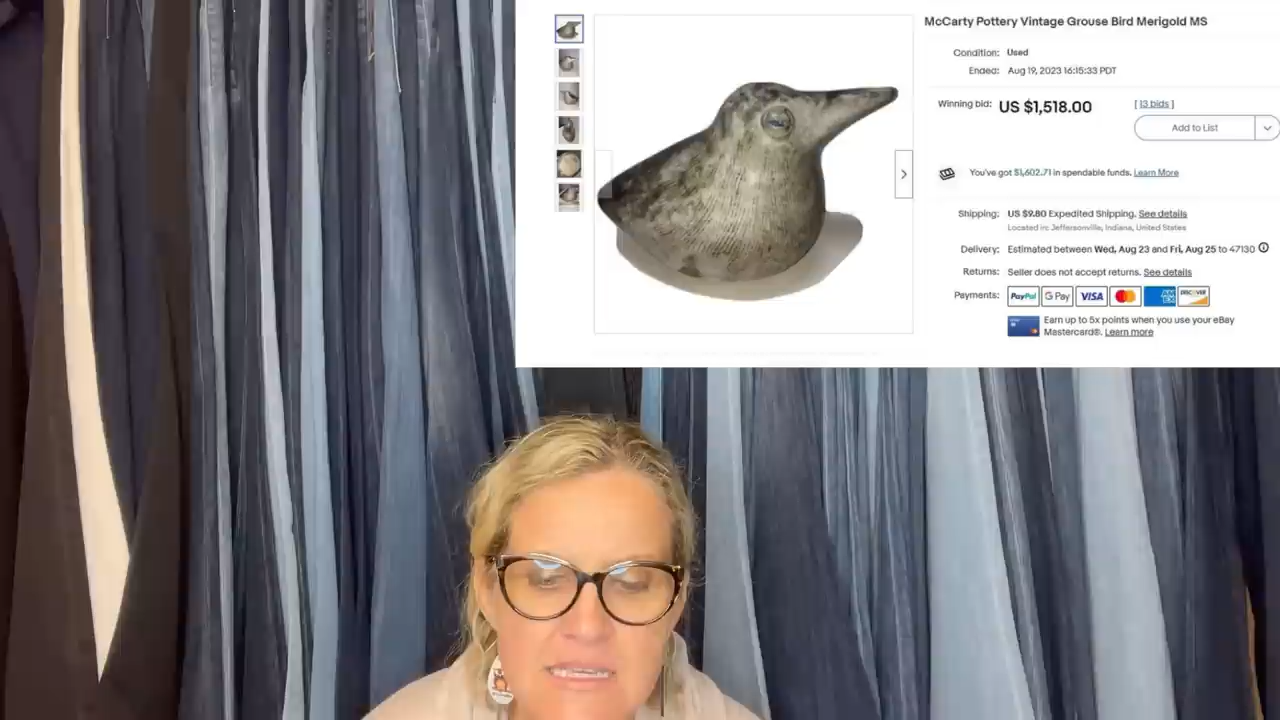 McCarty Pottery Vintage Grouse Bird Merigold MS
Condition: Used
Ended: Aug 19, 2023 16:15:33 PDT
Winning bid: US $1,518.00 [ 13 bids ]
Add to List
You've got $1,602.71 in spendable funds. Learn More
Shipping: US $9.80 Expedited Shipping. See details
Located in: Jeffersonville, Indiana, United States
Delivery: Estimated between Wed, Aug 23 and Fri, Aug 25 to 47130
Returns: Seller does not accept returns. See details
Payments: PayPal G Pay VISA DISCOVER
Earn up to 5x points when you use your eBay
Mastercard®. Learn more